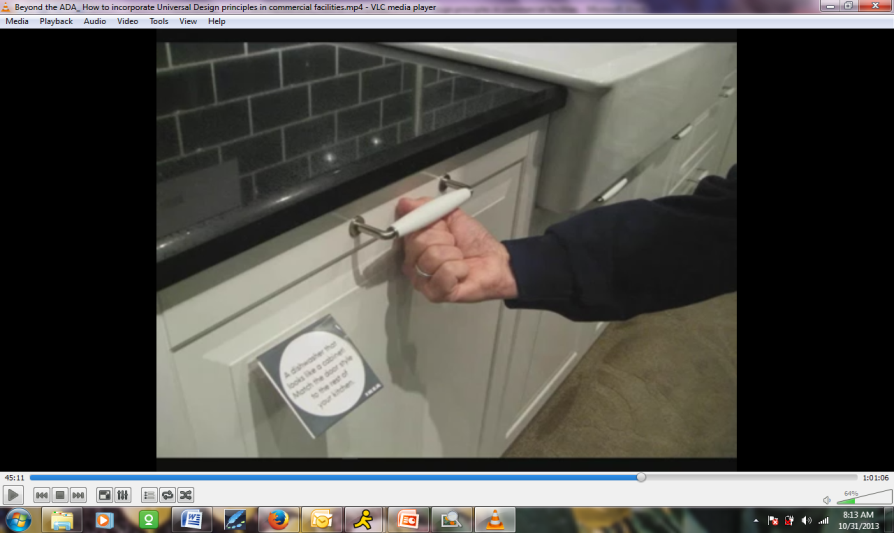 Beyond the ADA_ How to incorporate Universal Design principles in commercial facilities.mp4 - VLC media player
Media Playback Audio Video Tools View Help
A dishwasher that
looks like a cabinet.
Match the door style
to the rest of
your kitchen.
IKEA
45:11
1:01:06
64%
8:13 AM
10/31/2013